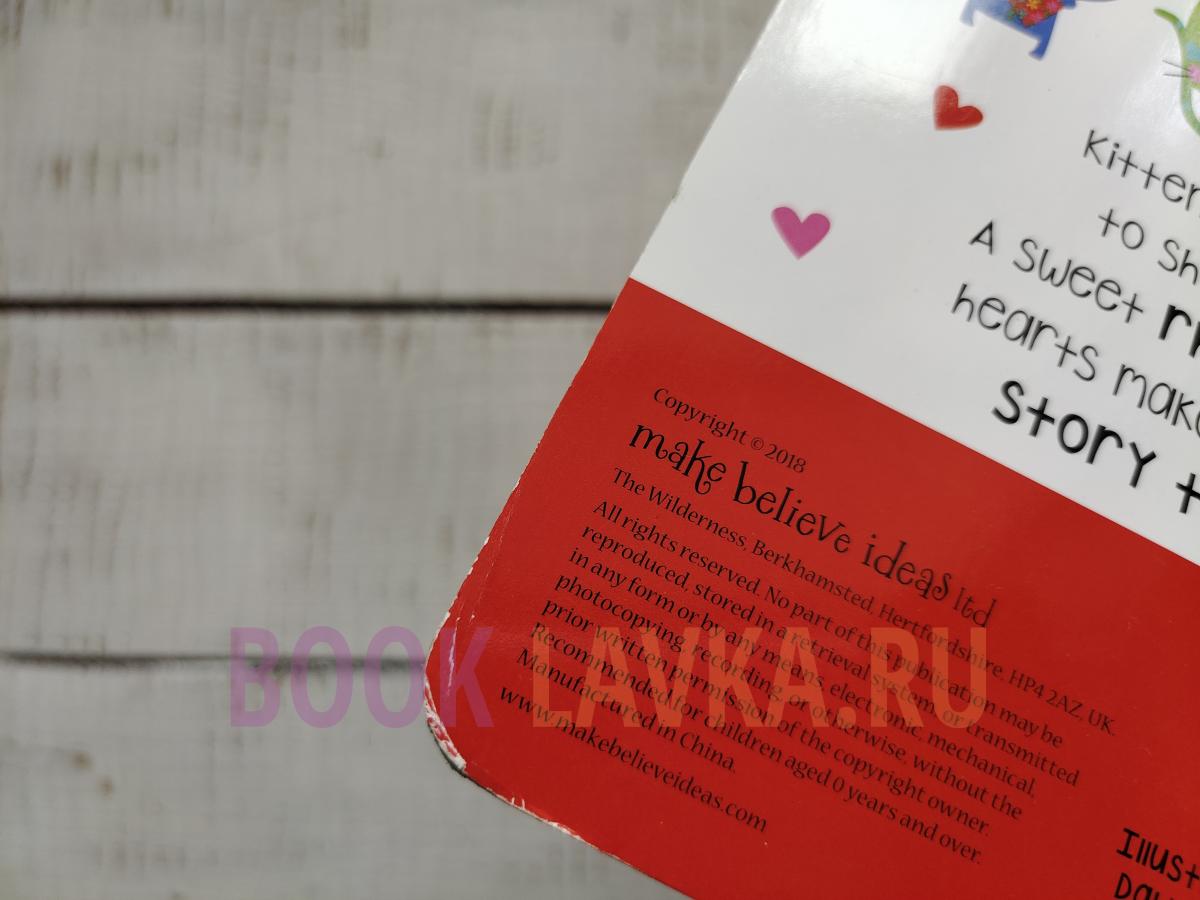 Kitten
to sh
A sweet
hearts mak
story
Copyright © 2018
make believe ideas ltd
The Wilderness, Berkhamsted, Hertfordshire, HP4 2AZ, UK.
All rights reserved. No part of this publication may be
reproduced, stored in a retrieval system, or transmitted
in any form or by any means, electronic, mechanical,
photocopying, recording, or otherwise, without the
prior written permission of the copyright owner.
Recommended for children aged 0 years and over.
Manufactured in China.
www.makebelieveideas.com
Illust
BOOK LAVKA.RU